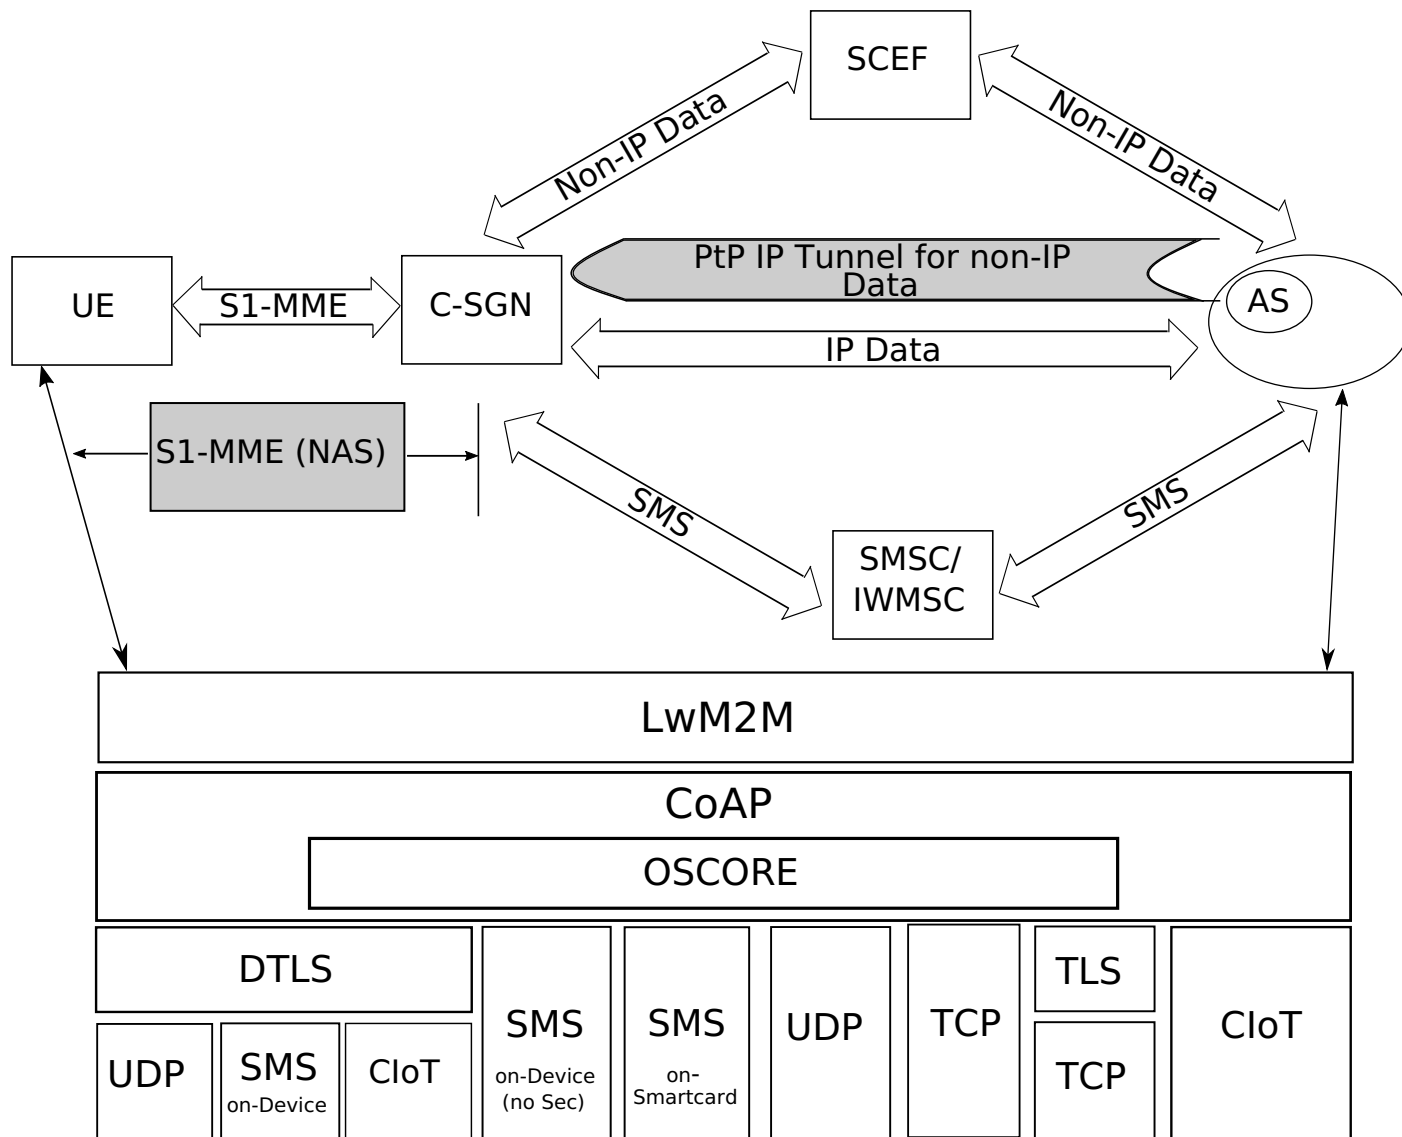 SCEF
Non-IP Data
Non-IP Data
PtP IP Tunnel for non-IP
Data
UE
S1-MME
C-SGN
AS
IP Data
S1-MME (NAS)
SMS
SMS
SMSC/
IWMSC
LwM2M
CoAP
OSCORE
DTLS
UDP
SMS
on-Device
CIoT
SMS
on-Device
(no Sec)
SMS
on-
Smartcard
UDP
TCP
TLS
TCP
CIoT